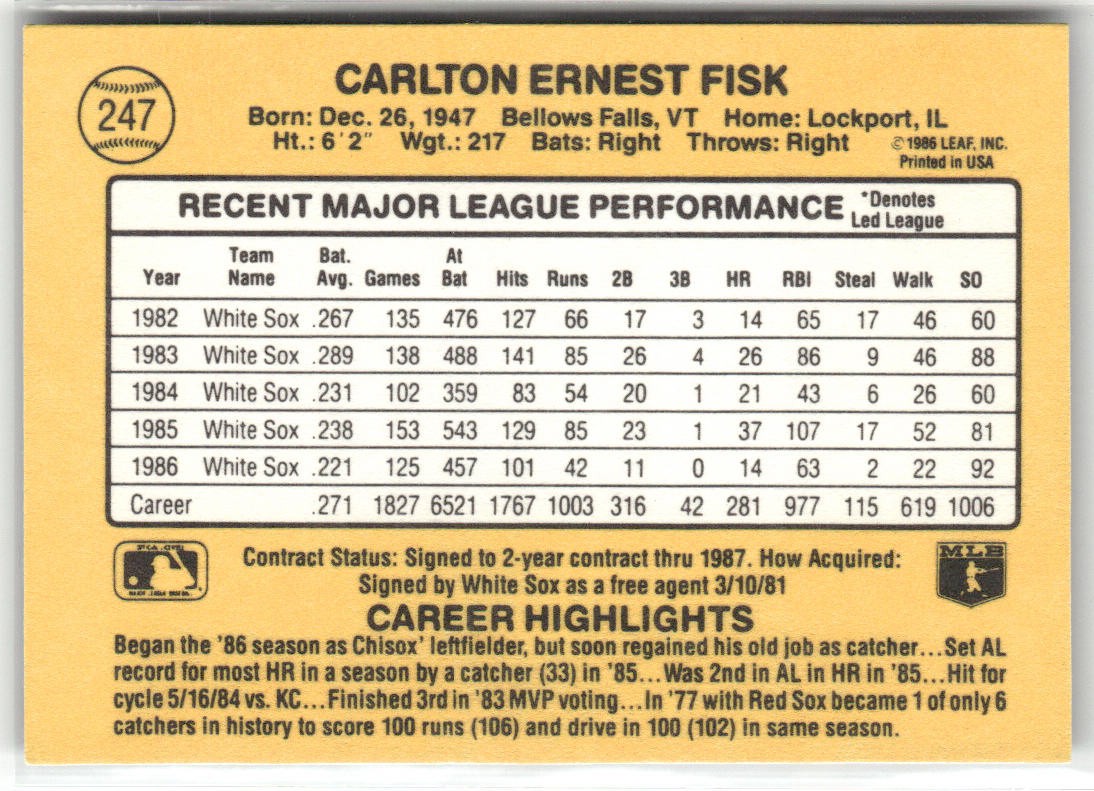 247
CARLTON ERNEST FISK
Born: Dec. 26, 1947 Bellows Falls, VT Home: Lockport, IL
Ht.: 6'2" Wgt.: 217 Bats: Right Throws: Right ©1986 LEAF, INC.
Printed in USA
RECENT MAJOR LEAGUE PERFORMANCE *Denotes Led League
Year Team Name Bat. Avg. Games At Bat Hits Runs 2B 3B HR RBI Steal Walk SO
1982 White Sox .267 135 476 127 66 17 3 14 65 17 46 60
1983 White Sox .289 138 488 141 85 26 4 26 86 9 46 88
1984 White Sox .231 102 359 83 54 20 1 21 43 6 26 60
1985 White Sox .238 153 543 129 85 23 1 37 107 17 52 81
1986 White Sox .221 125 457 101 42 11 0 14 63 2 22 92
Career .271 1827 6521 1767 1003 316 42 281 977 115 619 1006
Contract Status: Signed to 2-year contract thru 1987. How Acquired:
Signed by White Sox as a free agent 3/10/81
MLB
CAREER HIGHLIGHTS
Began the '86 season as Chisox' leftfielder, but soon regained his old job as catcher...Set AL
record for most HR in a season by a catcher (33) in '85...Was 2nd in AL in HR in '85...Hit for
cycle 5/16/84 vs. KC...Finished 3rd in '83 MVP voting...In '77 with Red Sox became 1 of only 6
catchers in history to score 100 runs (106) and drive in 100 (102) in same season.